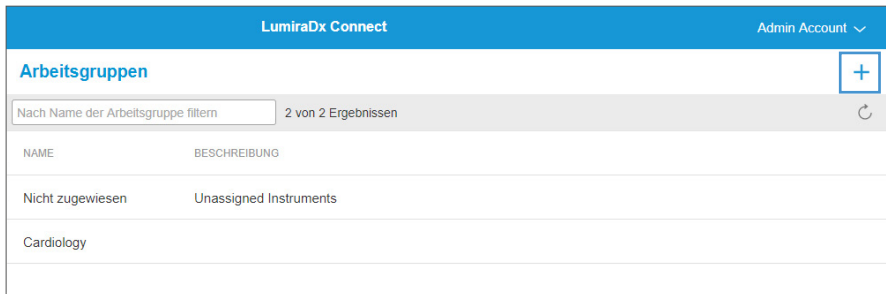 LumiraDx Connect Admin Account
Arbeitsgruppen
Nach Name der Arbeitsgruppe filtern 2 von 2 Ergebnissen
NAME BESCHREIBUNG
Nicht zugewiesen Unassigned Instruments
Cardiology